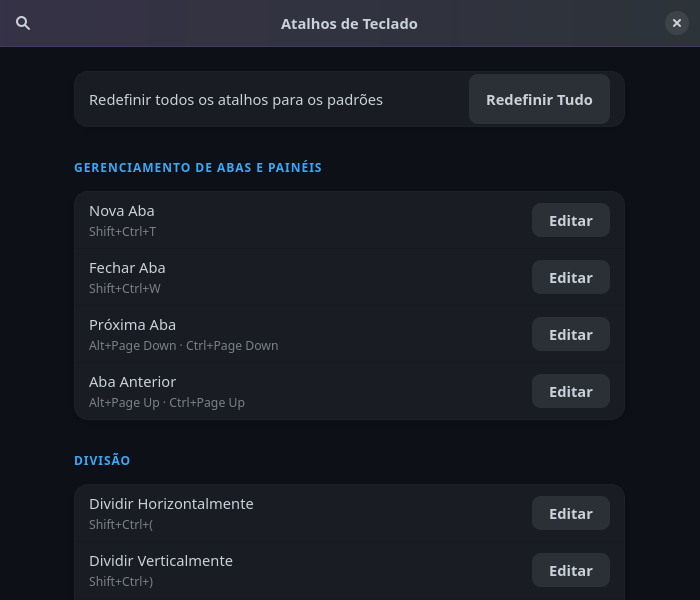 Atalhos de Teclado
Redefinir todos os atalhos para os padrões
Redefinir Tudo
GERENCIAMENTO DE ABAS E PAINÉIS
Nova Aba
Shift+Ctrl+T
Editar
Fechar Aba
Shift+Ctrl+W
Editar
Próxima Aba
Alt+Page Down · Ctrl+Page Down
Editar
Aba Anterior
Alt+Page Up · Ctrl+Page Up
Editar
DIVISÃO
Dividir Horizontalmente
Shift+Ctrl+(
Editar
Dividir Verticalmente
Shift+Ctrl+)
Editar